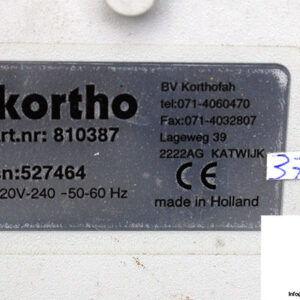 kortho
rt.nr: 810387
sn:527464
20V-240 ~50-60 Hz
BV Korthofah
tel:071-4060470
Fax:071-4032807
Lageweg 39
2222AG KATWIJK
CE
made in Holland